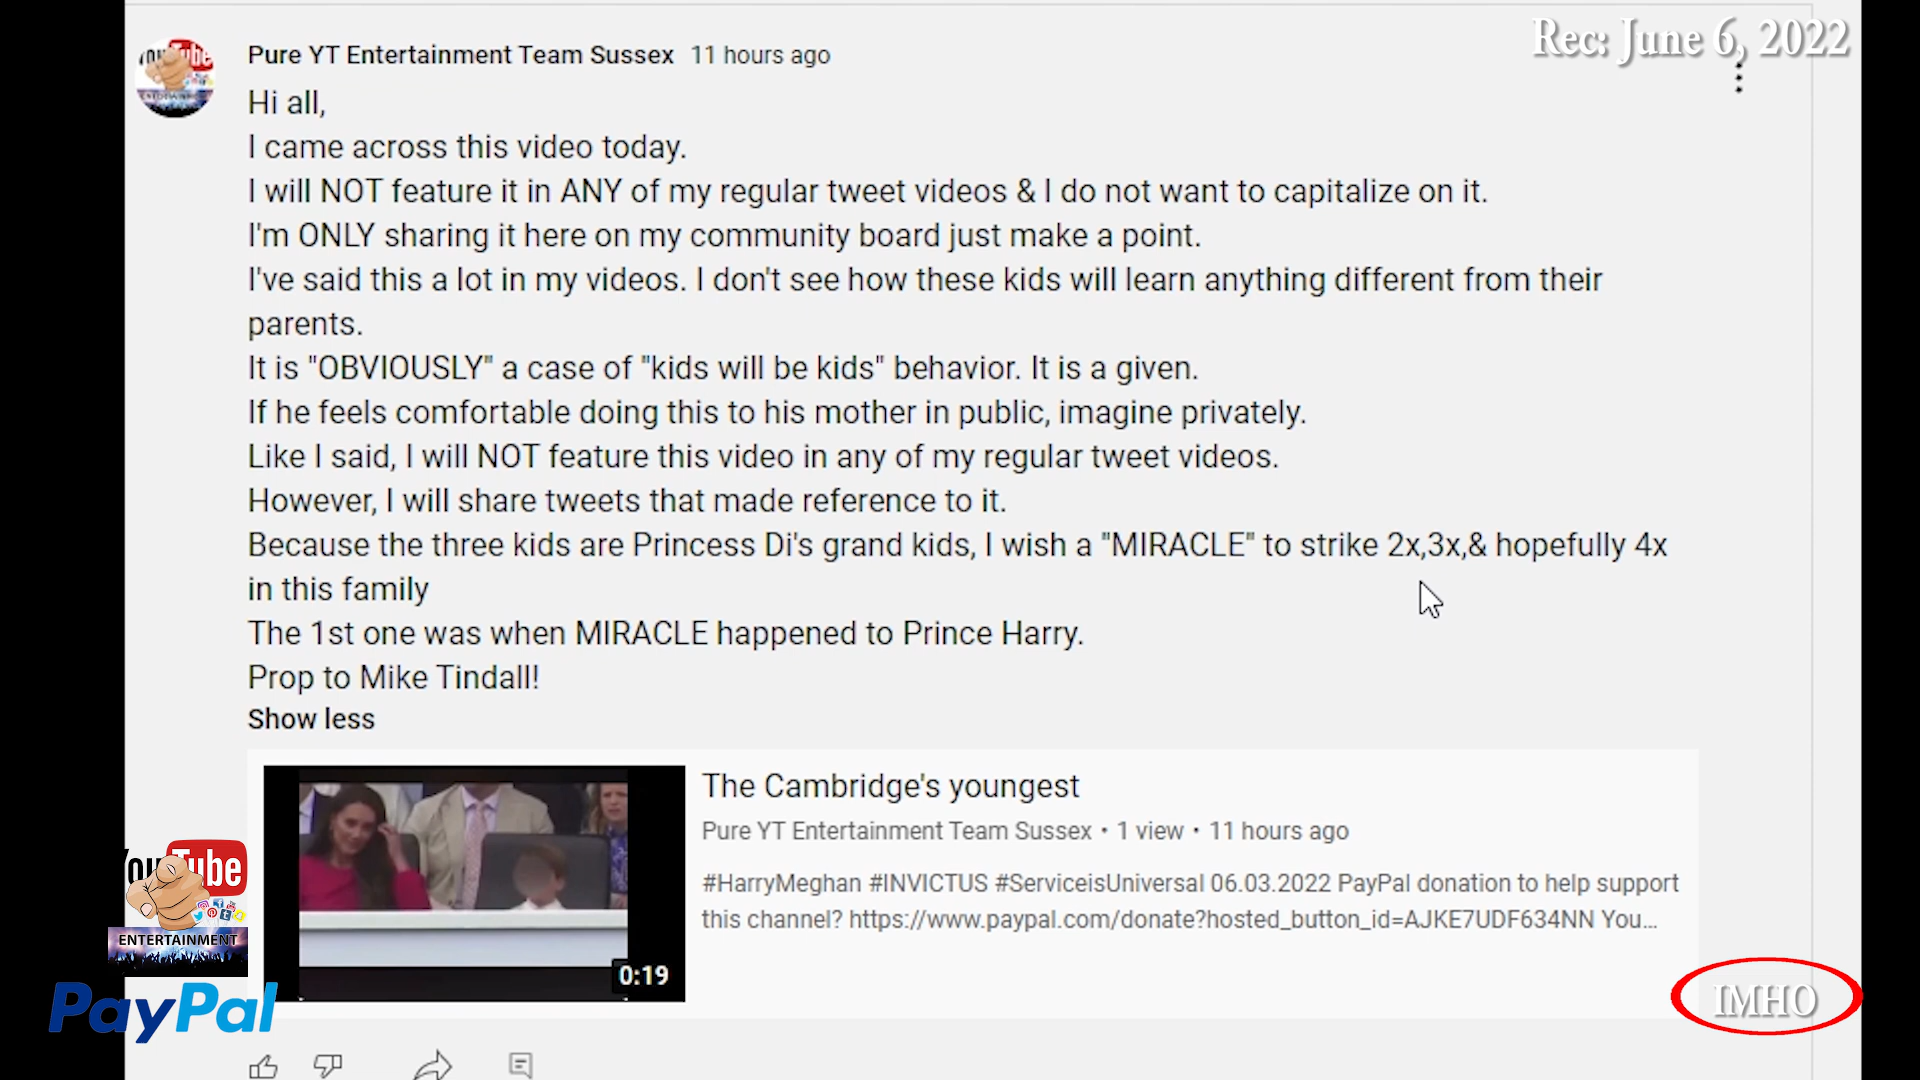 Rec: June 6, 2022
Pure YT Entertainment Team Sussex 11 hours ago
Hi all,
I came across this video today.
I will NOT feature it in ANY of my regular tweet videos & I do not want to capitalize on it.
I'm ONLY sharing it here on my community board just make a point.
I've said this a lot in my videos. I don't see how these kids will learn anything different from their
parents.
It is "OBVIOUSLY" a case of "kids will be kids" behavior. It is a given.
If he feels comfortable doing this to his mother in public, imagine privately.
Like I said, I will NOT feature this video in any of my regular tweet videos.
However, I will share tweets that made reference to it.
Because the three kids are Princess Di's grand kids, I wish a "MIRACLE" to strike 2x,3x,& hopefully 4x
in this family
The 1st one was when MIRACLE happened to Prince Harry.
Prop to Mike Tindall!
Show less
The Cambridge's youngest
Pure YT Entertainment Team Sussex • 1 view • 11 hours ago
#HarryMeghan #INVICTUS #ServiceisUniversal 06.03.2022 PayPal donation to help support
this channel? https://www.paypal.com/donate?hosted_button_id=AJKE7UDF634NN You...
0:19
YouTube
ENTERTAINMENT
PayPal
IMHO